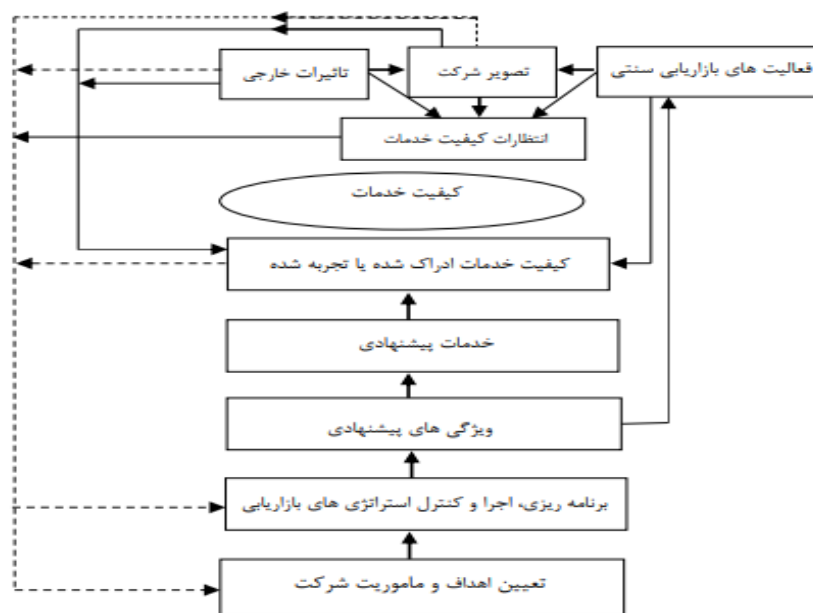 تاثیرات خارجی
تصویر شرکت
فعالیت های بازاریابی سنتی
انتظارات کیفیت خدمات
کیفیت خدمات
کیفیت خدمات ادراک شده یا تجربه شده
خدمات پیشنهادی
ویژگی های پیشنهادی
برنامه ریزی، اجرا و کنترل استراتژی های بازاریابی
تعیین اهداف و ماموریت شرکت